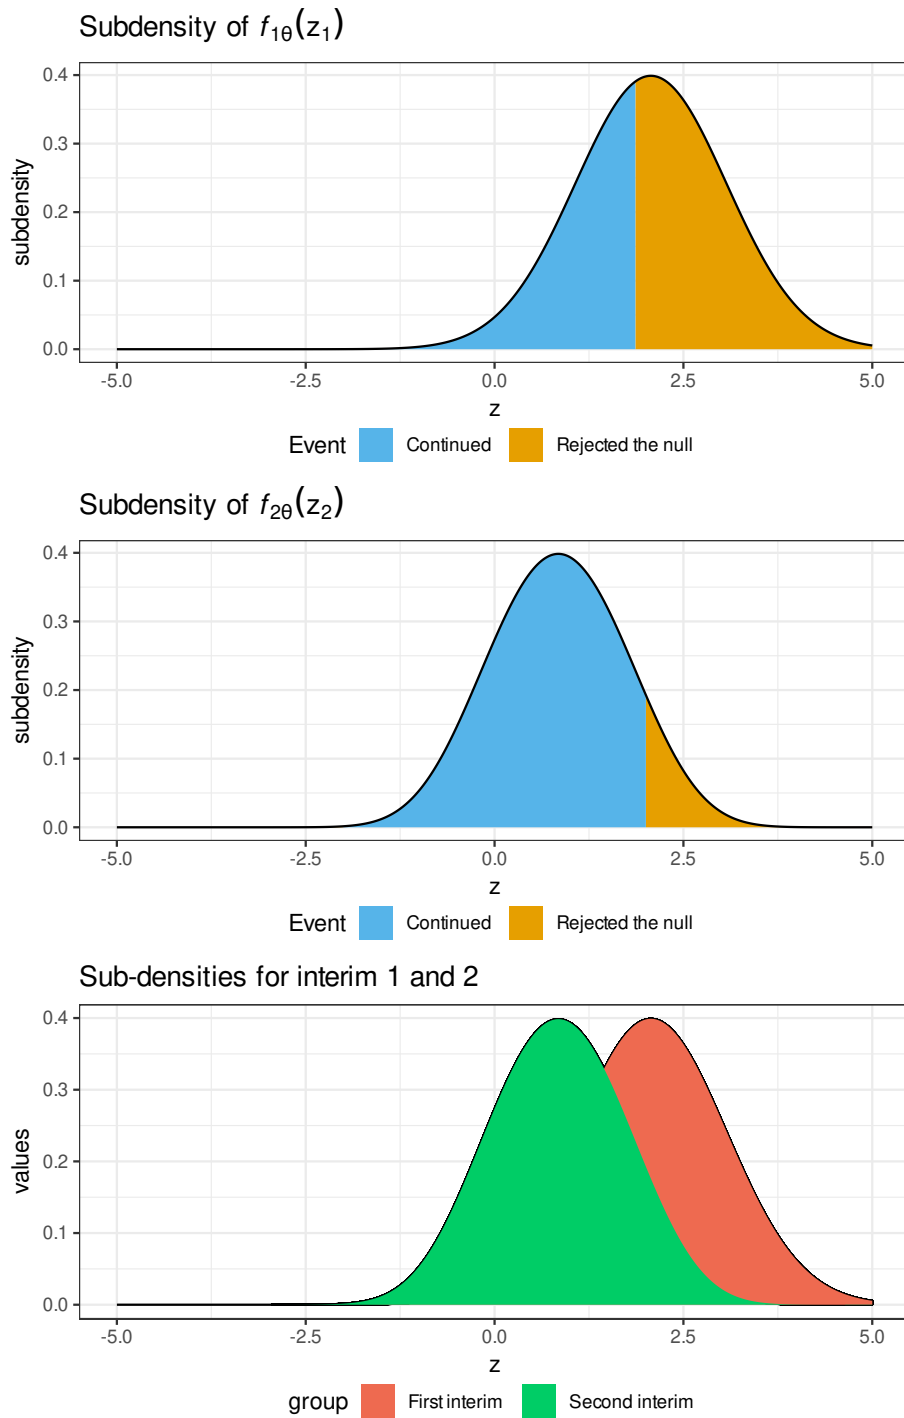 Subdensity of f1θ(z1)
subdensity
0.4
0.3
0.2
0.1
0.0
-5.0 -2.5 0.0 2.5 5.0
z
Event Continued Rejected the null
Subdensity of f2θ(z2)
subdensity
0.4
0.3
0.2
0.1
0.0
-5.0 -2.5 0.0 2.5 5.0
z
Event Continued Rejected the null
Sub-densities for interim 1 and 2
values
0.4
0.3
0.2
0.1
0.0
-5.0 -2.5 0.0 2.5 5.0
z
group First interim Second interim